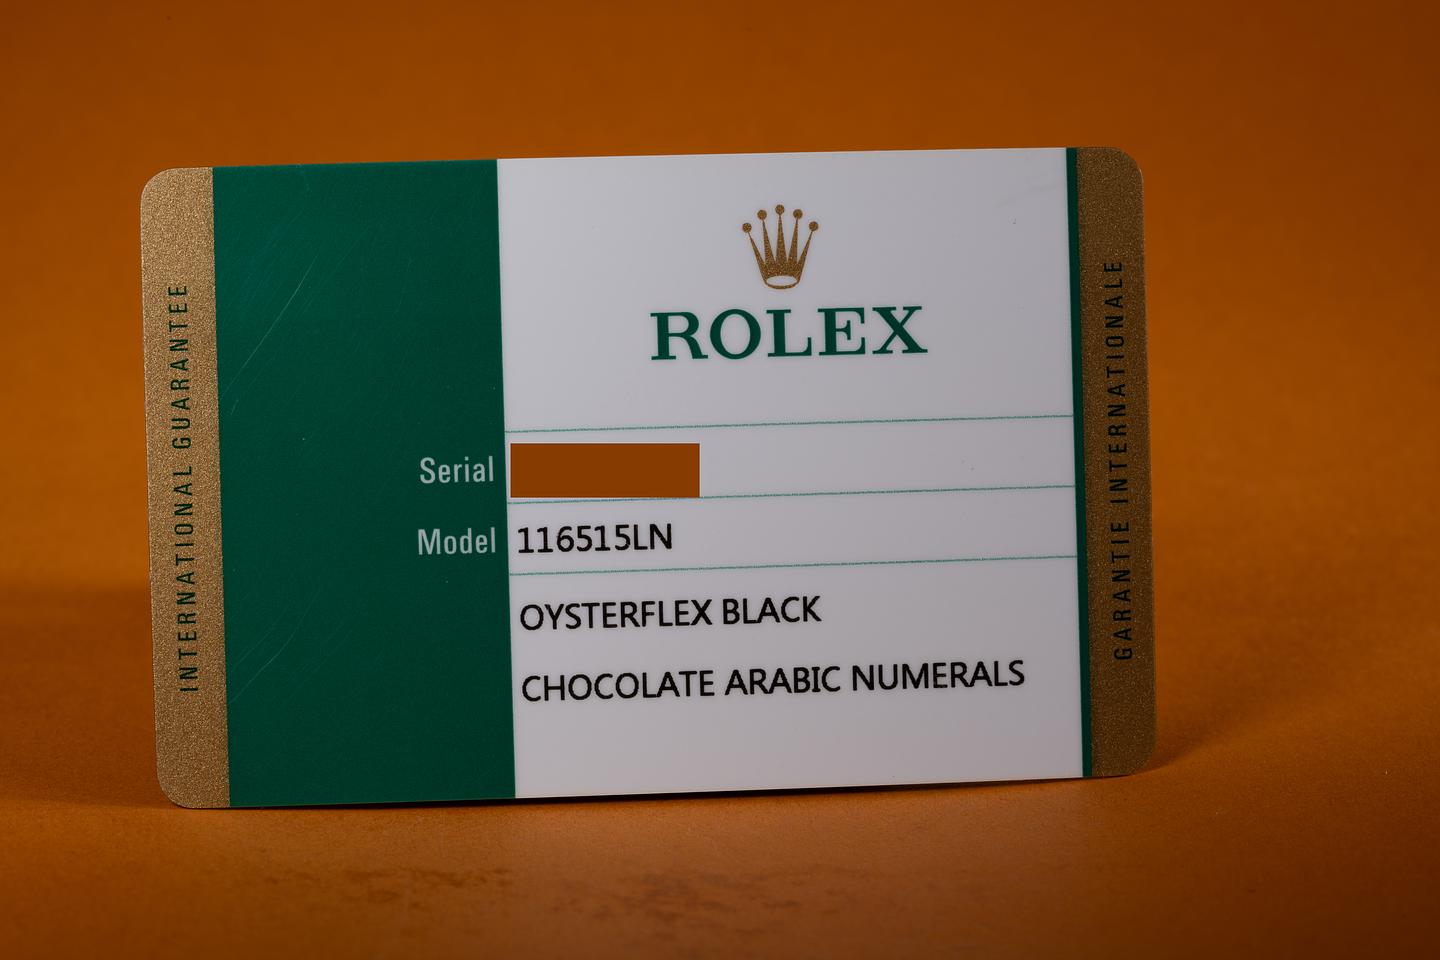 INTERNATIONAL GUARANTEE
ROLEX
Serial
Model 116515LN
OYSTERFLEX BLACK
CHOCOLATE ARABIC NUMERALS
GARANTIE INTERNATIONALE